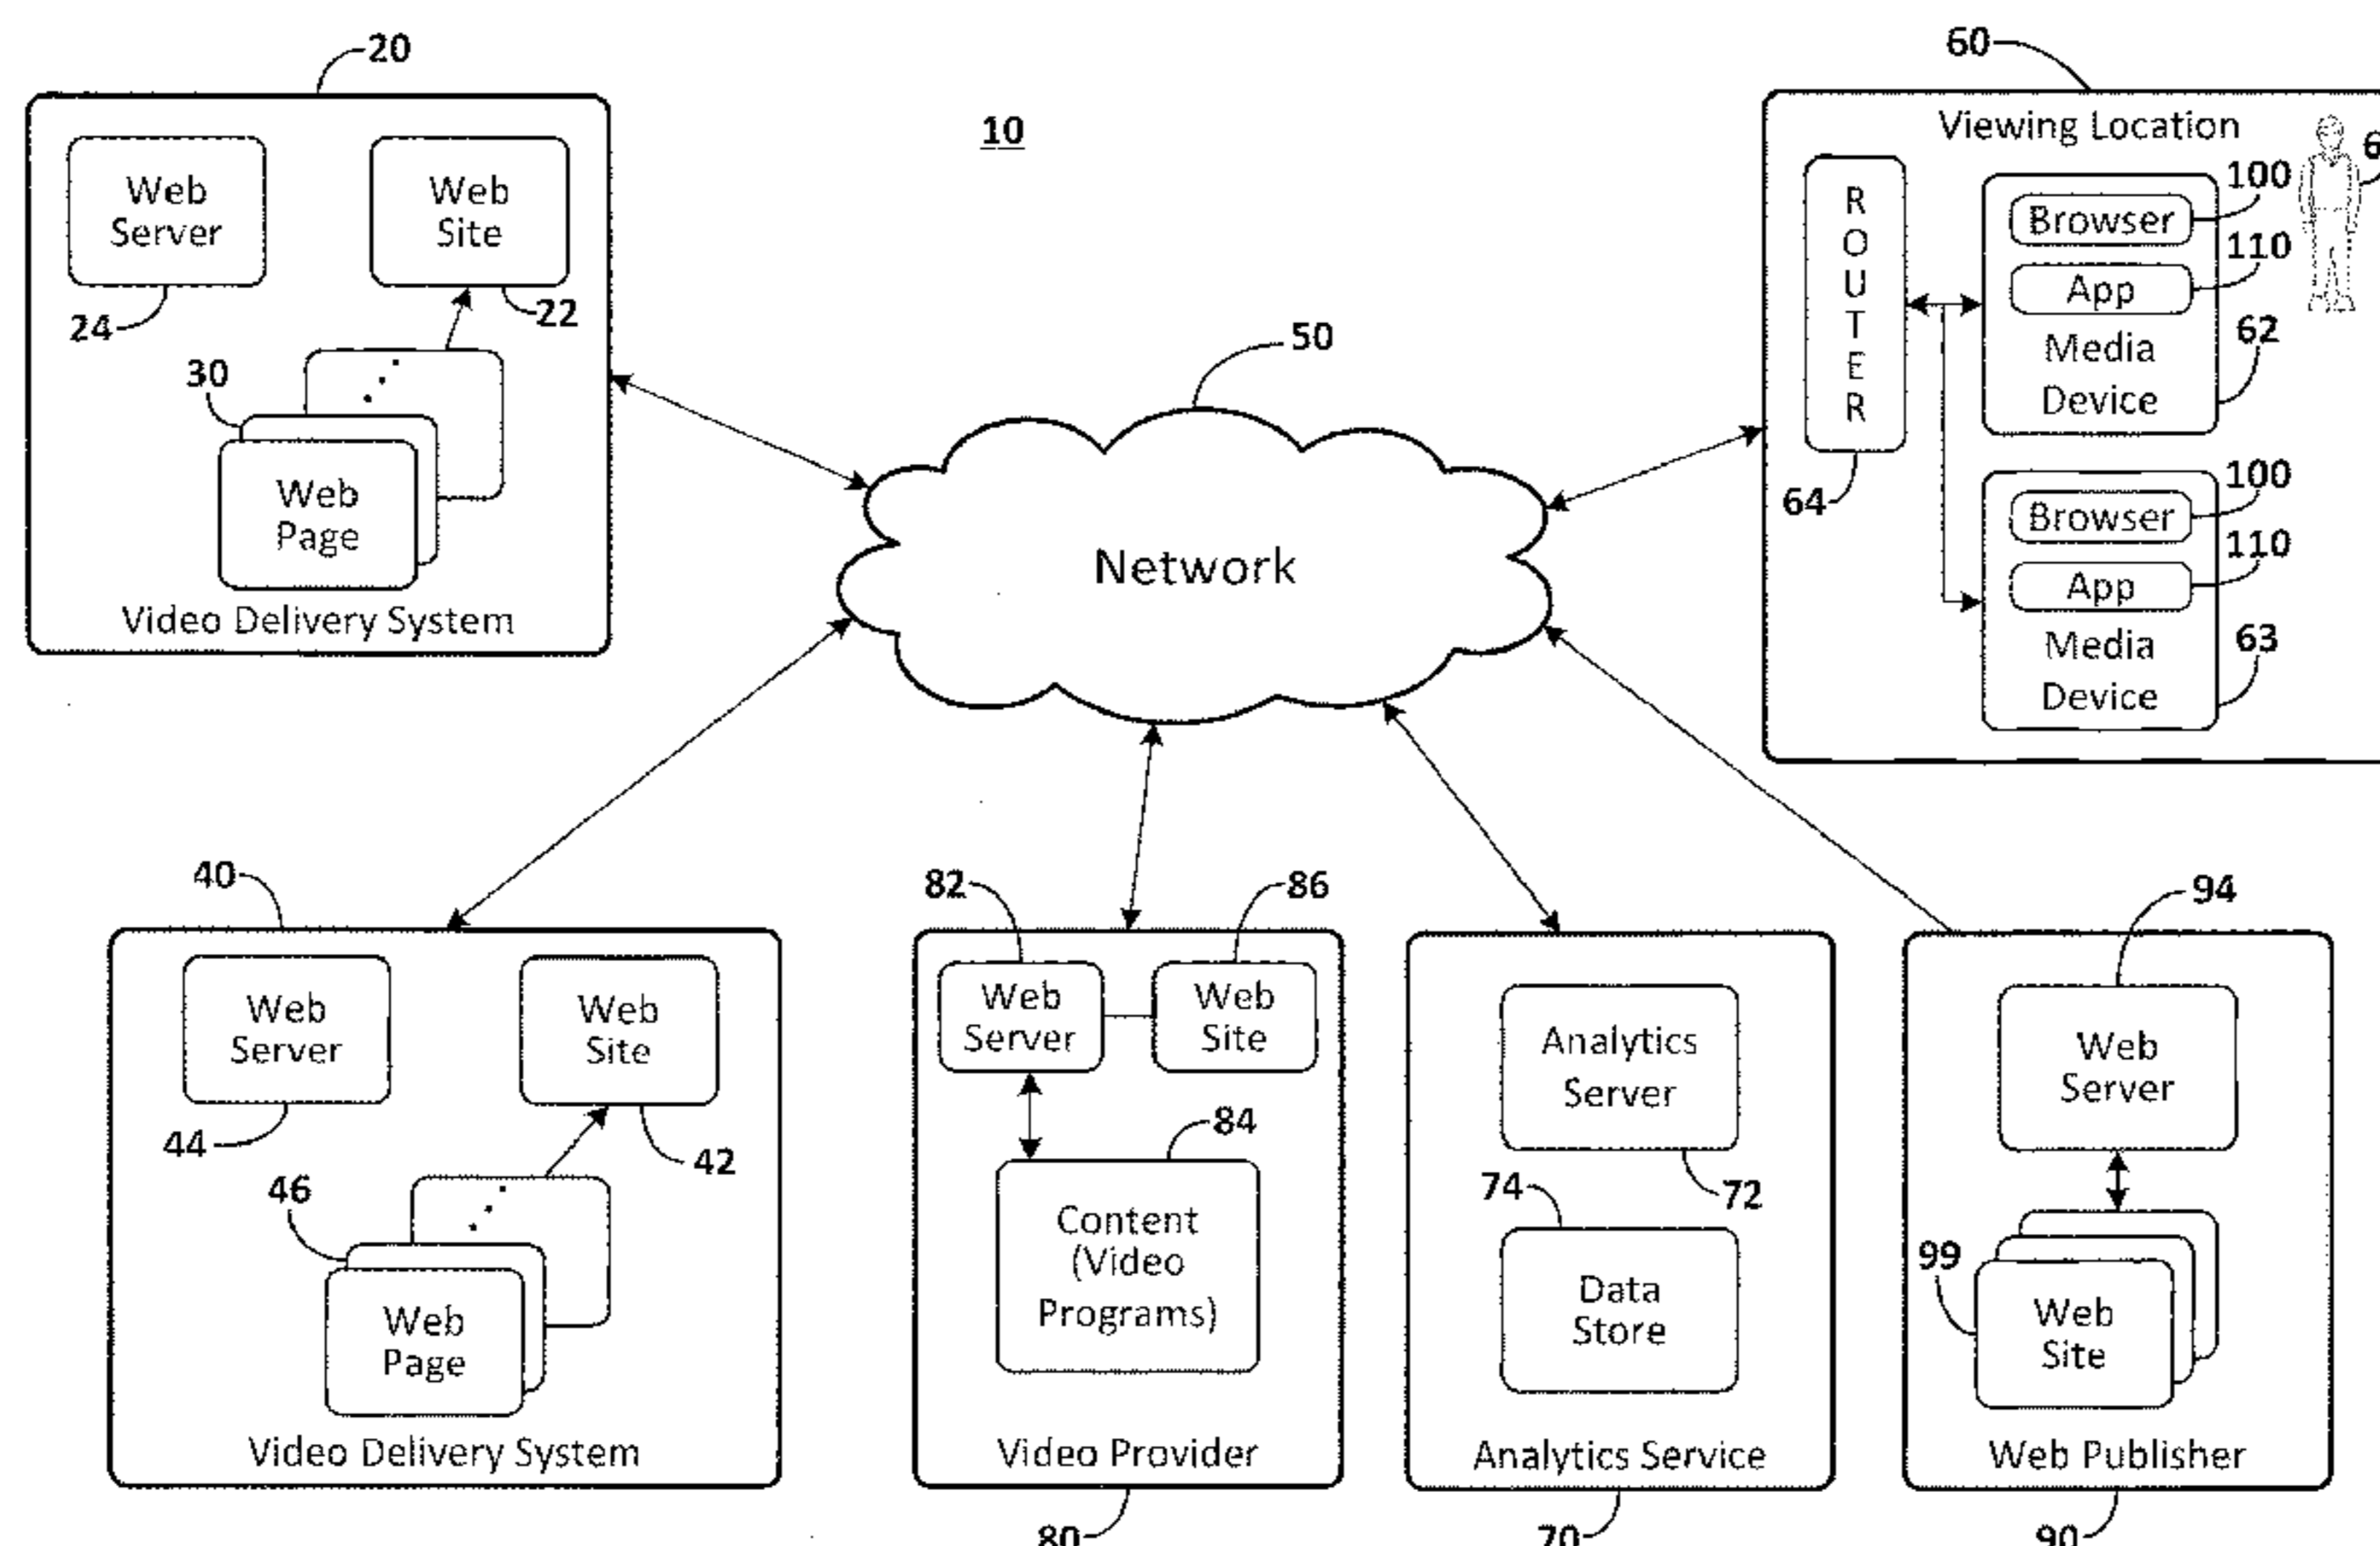 20
Web
Server
Web
Site
24
22
30
Web
Page
Video Delivery System
10
50
Network
60
Viewing Location
ROUTER
64
100
Browser
110
App
Media
Device
62
100
Browser
110
App
Media
Device
63
40
Web
Server
Web
Site
44
42
46
Web
Page
Video Delivery System
82
86
Web
Server
Web
Site
84
Content
(Video
Programs)
Video Provider
80
Analytics
Server
72
74
Data
Store
Analytics Service
70
94
Web
Server
99
Web
Site
Web Publisher
90